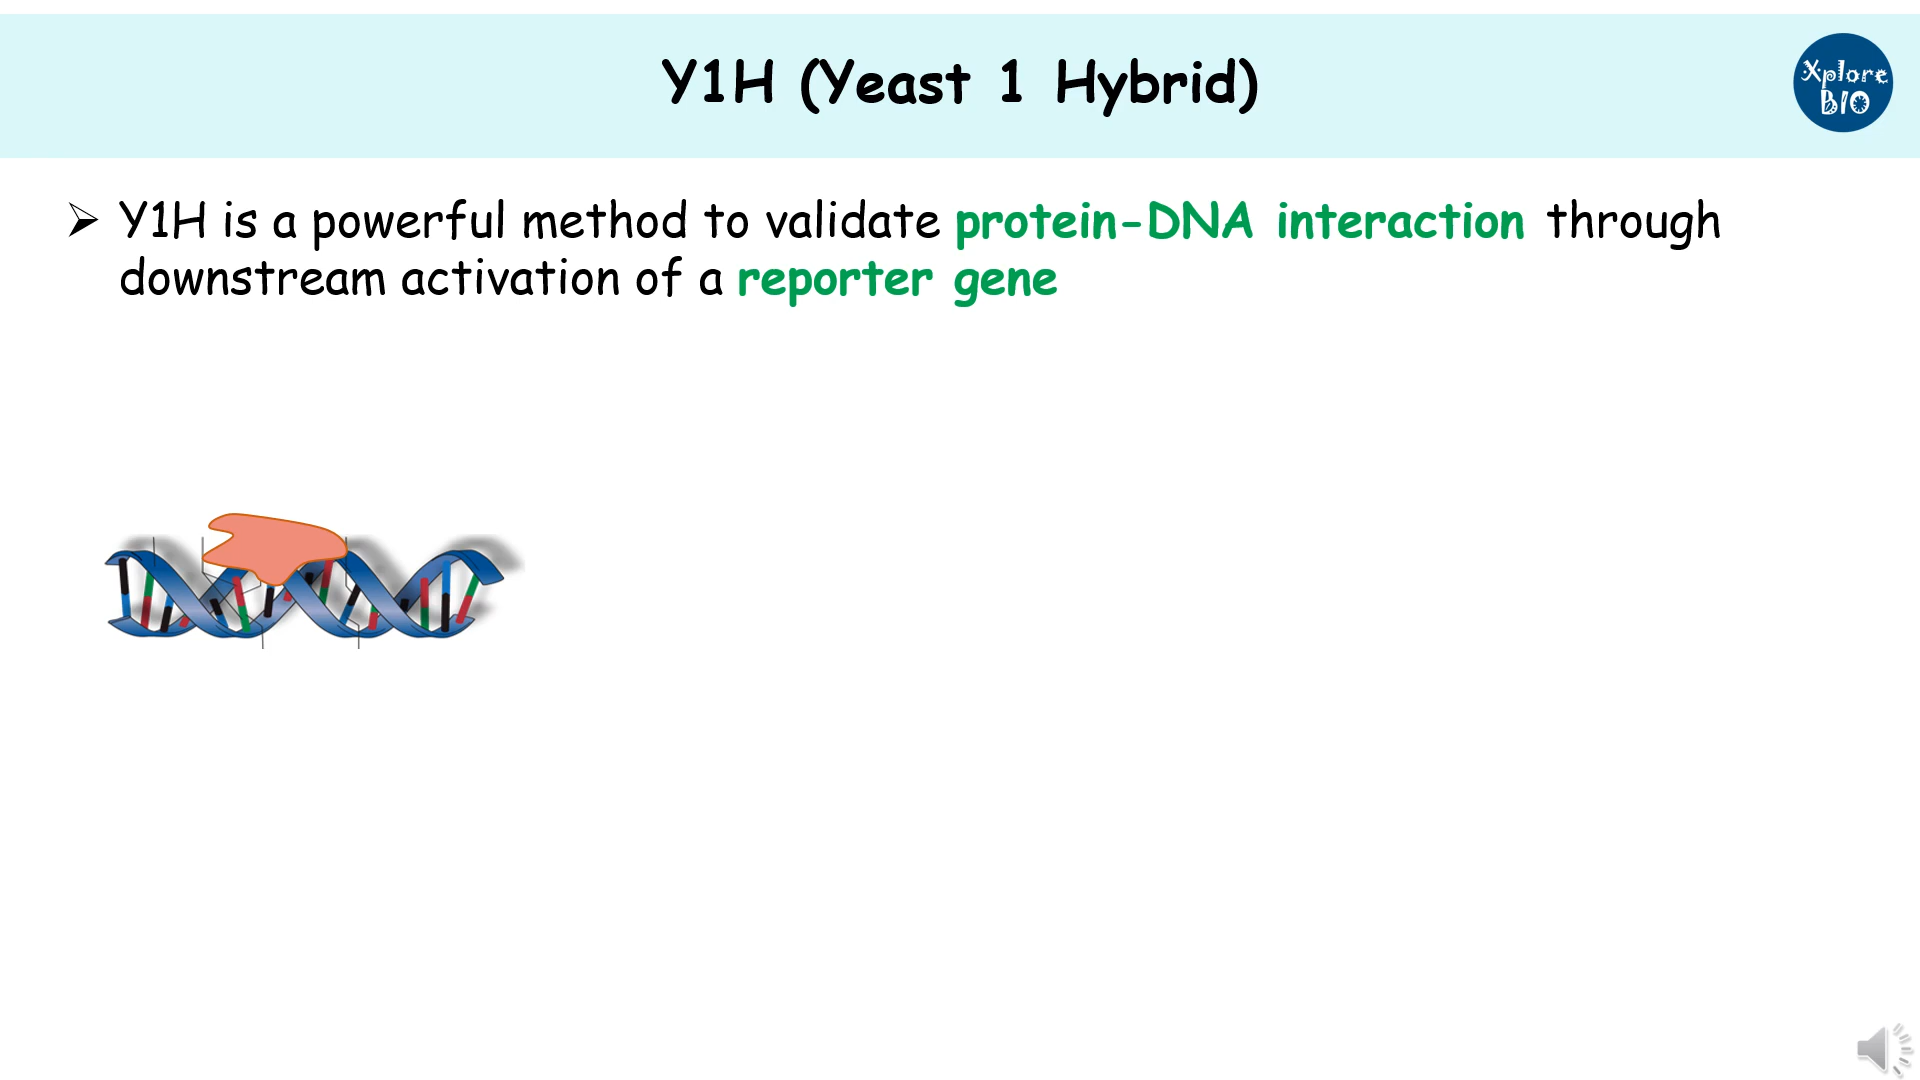 Y1H (Yeast 1 Hybrid)
Xplore
BIO
Y1H is a powerful method to validate protein-DNA interaction through
downstream activation of a reporter gene